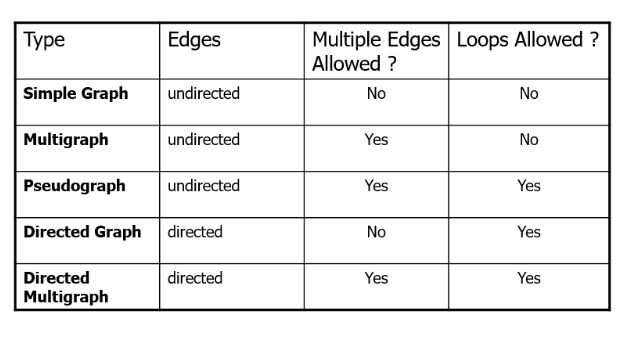 Type Edges Multiple Edges Loops Allowed ?
Allowed ?
Simple Graph undirected No No
Multigraph undirected Yes No
Pseudograph undirected Yes Yes
Directed Graph directed No Yes
Directed directed Yes Yes
Multigraph